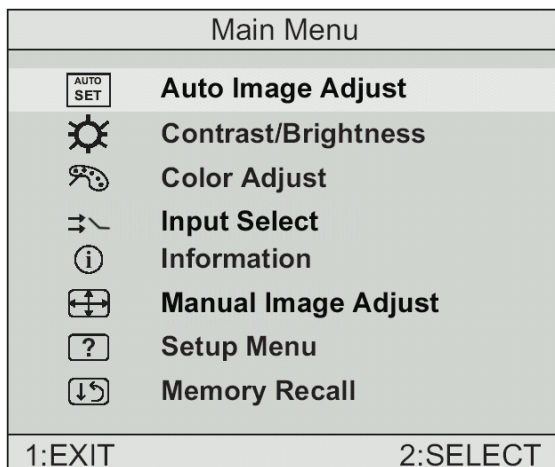 Main Menu
AUTO SET Auto Image Adjust
Contrast/Brightness
Color Adjust
Input Select
i Information
Manual Image Adjust
? Setup Menu
Memory Recall
1:EXIT 2:SELECT